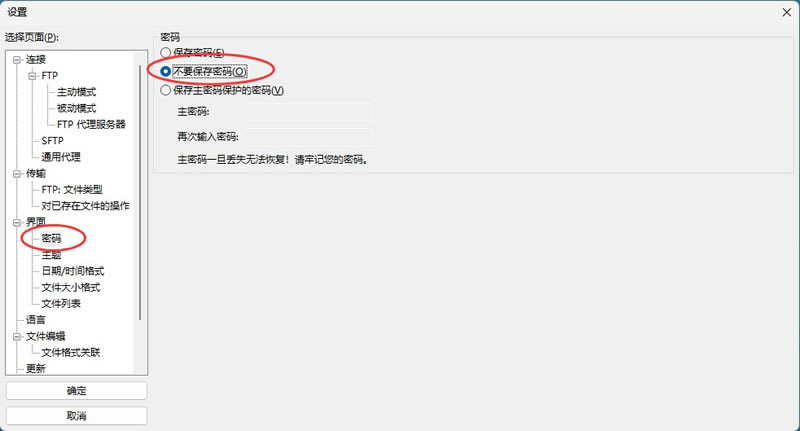 设置
选择页面(P):
连接
FTP
主动模式
被动模式
FTP 代理服务器
SFTP
通用代理
传输
FTP: 文件类型
对已存在文件的操作
界面
密码
主题
日期/时间格式
文件大小格式
文件列表
语言
文件编辑
文件格式关联
更新
确定
取消
密码
保存密码(E)
不要保存密码(O)
保存主密码保护的密码(V)
主密码:
再次输入密码:
主密码一旦丢失无法恢复！请牢记您的密码。